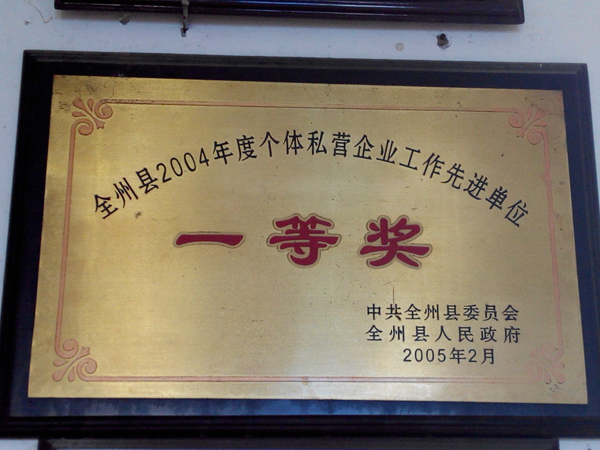 全州县2004年度个体私营企业工作先进单位
一等奖
中共全州县委员会
全州县人民政府
2005年2月